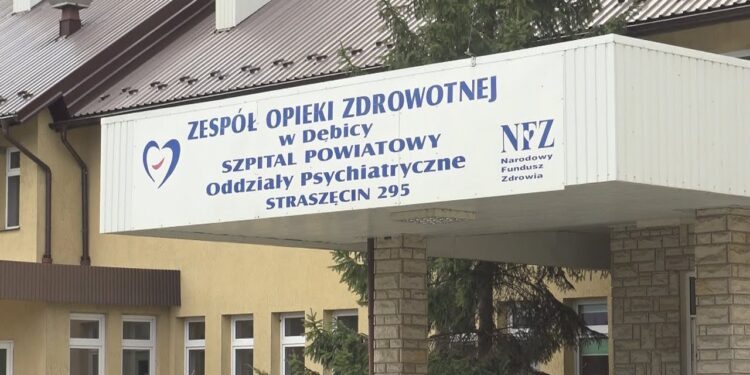 ZESPÓŁ OPIEKI ZDROWOTNEJ
w Dębicy
SZPITAL POWIATOWY
Oddziały Psychiatryczne
STRASZĘCIN 295
NFZ
Narodowy
Fundusz
Zdrowia